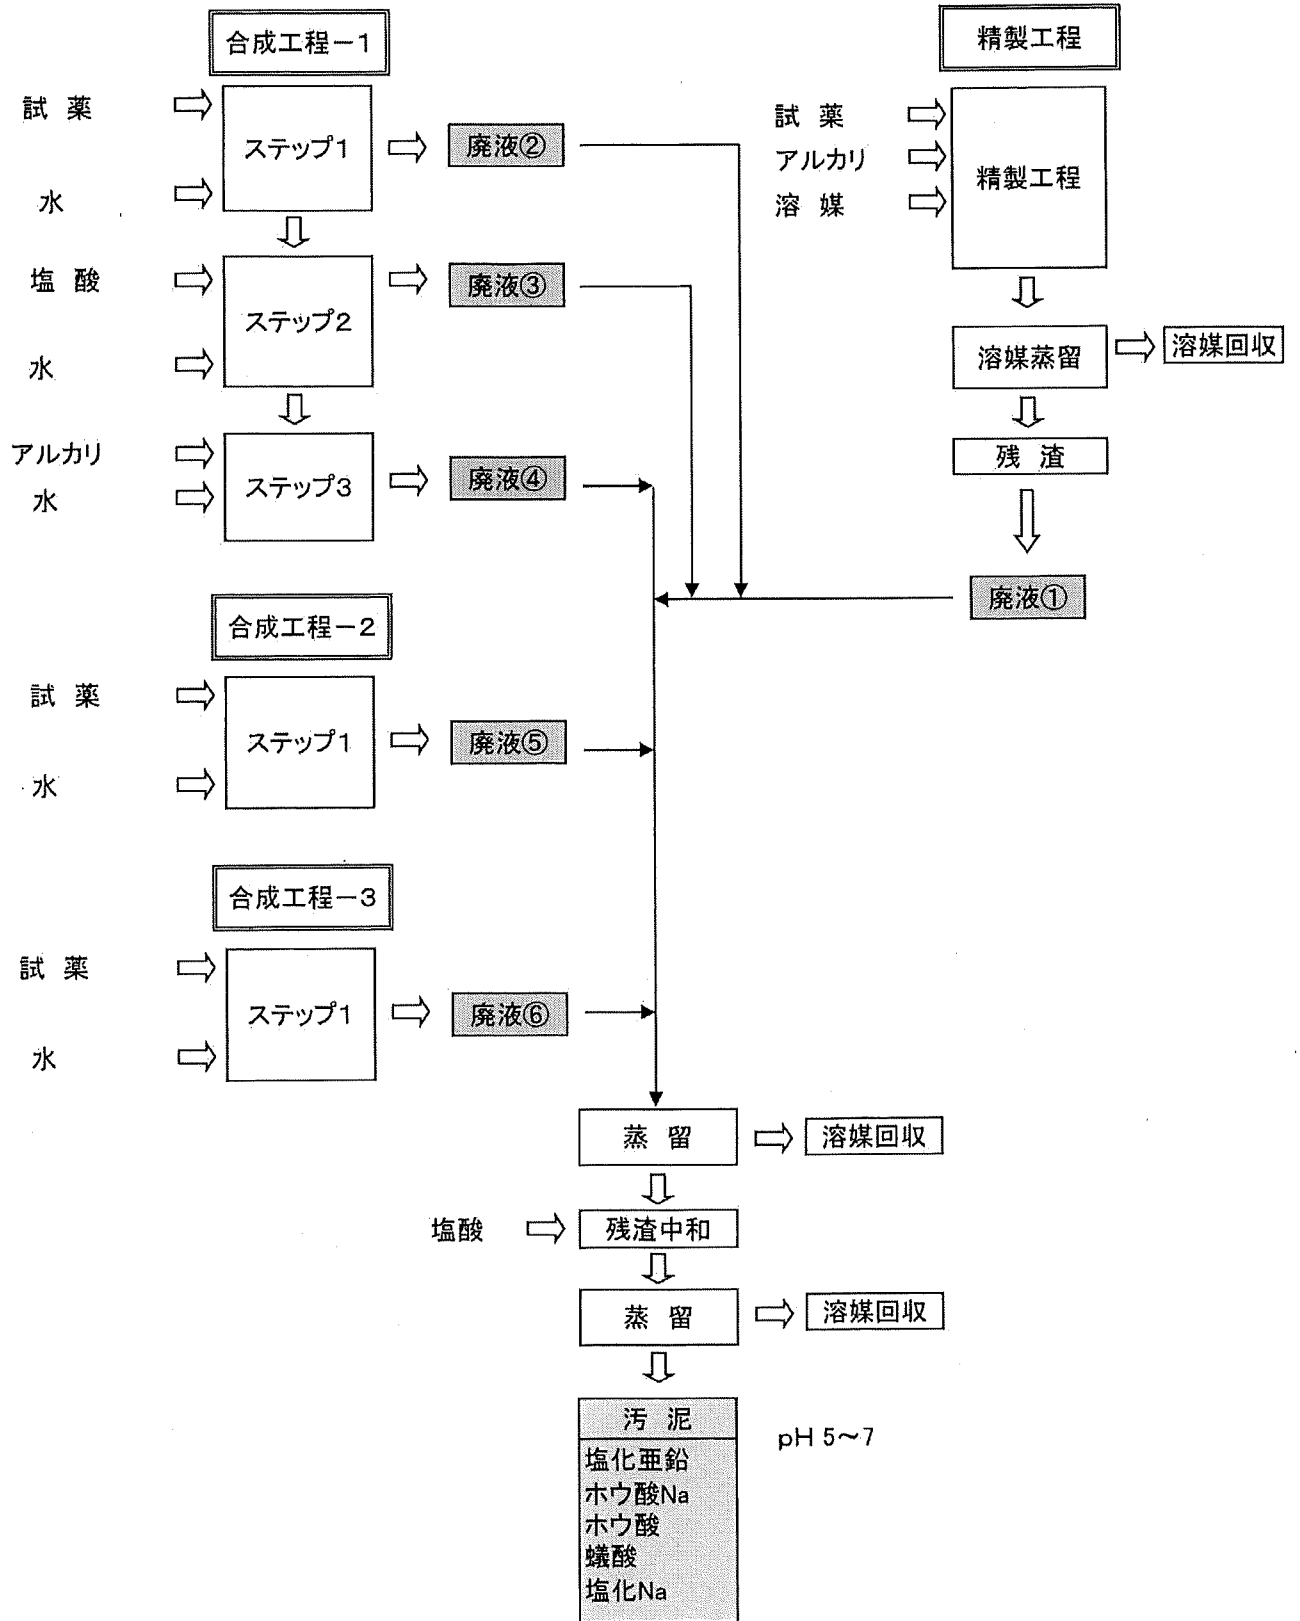 合成工程－1
試 薬
ステップ1
廃液②
水
塩 酸
ステップ2
廃液③
水
アルカリ
ステップ3
廃液④
水
精製工程
試 薬
アルカリ
溶 媒
精製工程
溶媒蒸留
溶媒回収
残 渣
廃液①
合成工程－2
試 薬
ステップ1
廃液⑤
水
合成工程－3
試 薬
ステップ1
廃液⑥
水
蒸 留
溶媒回収
塩酸
残渣中和
蒸 留
溶媒回収
汚 泥
pH 5～7
塩化亜鉛
ホウ酸Na
ホウ酸
蟻酸
塩化Na